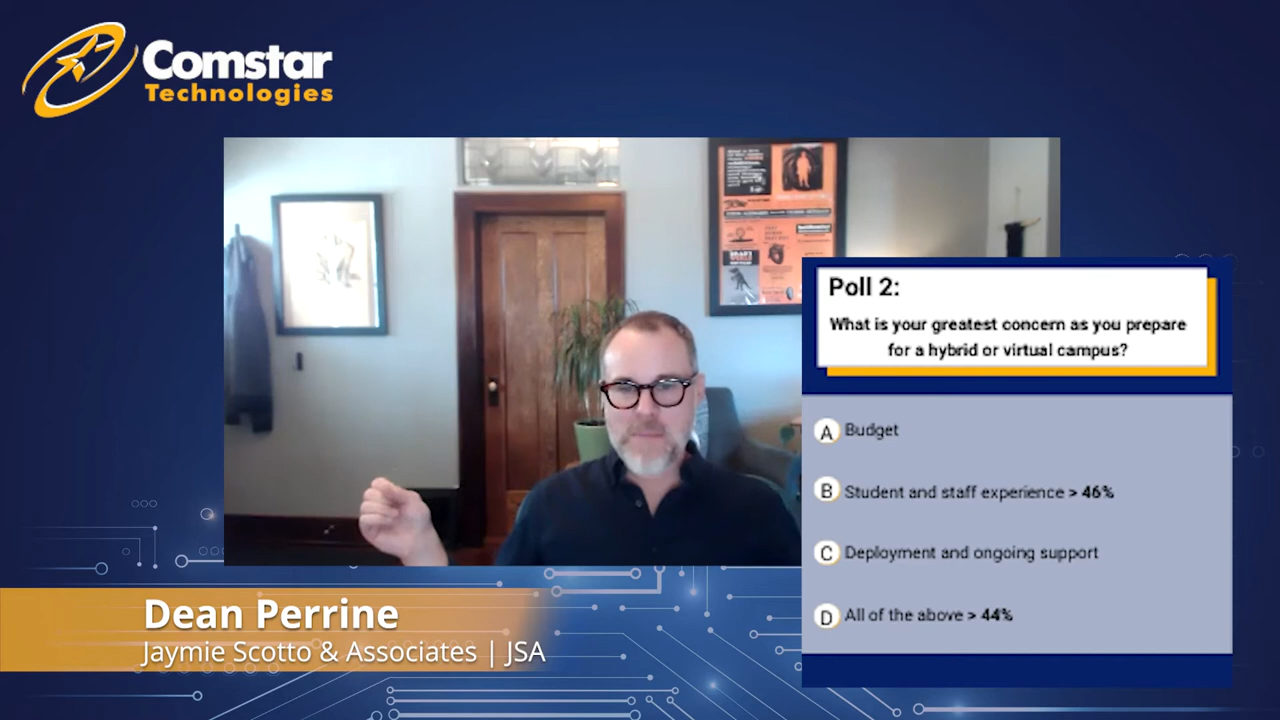 Comstar
Technologies
Poll 2:
What is your greatest concern as you prepare
for a hybrid or virtual campus?
A Budget
B Student and staff experience > 46%
C Deployment and ongoing support
D All of the above > 44%
Dean Perrine
Jaymie Scotto & Associates | JSA